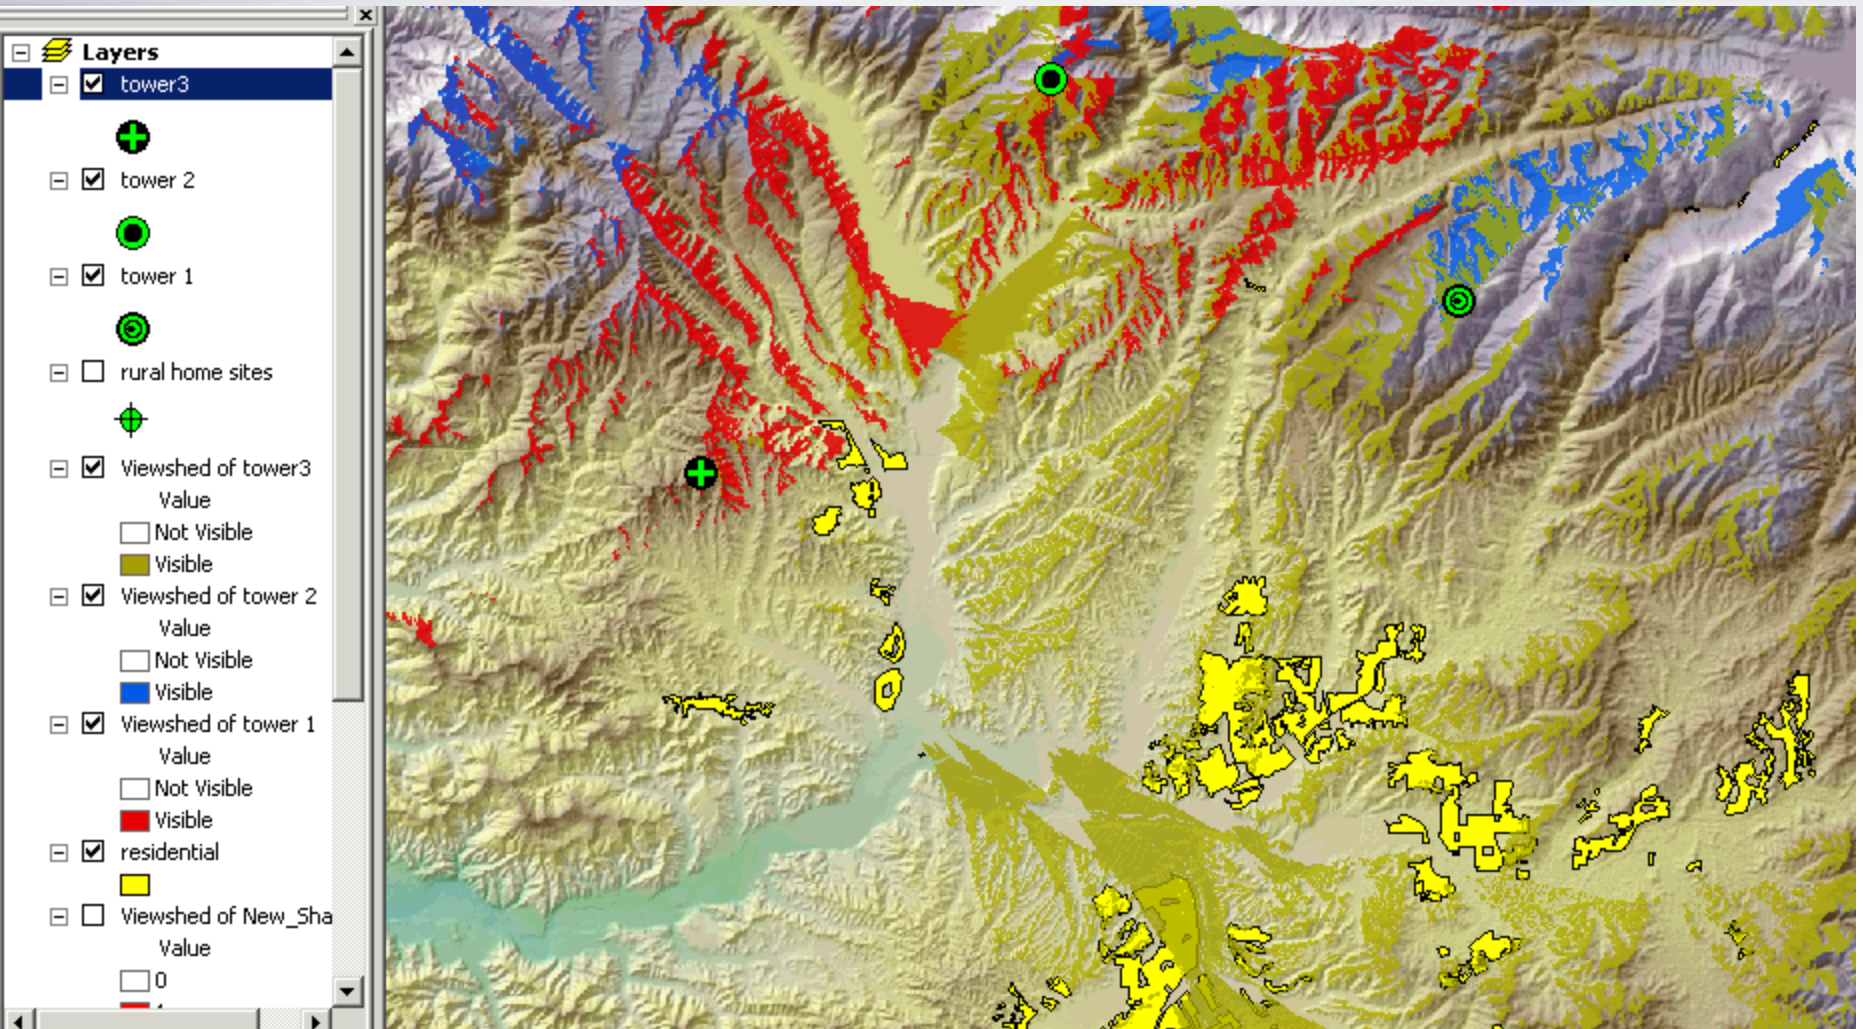 Layers
tower3
tower 2
tower 1
rural home sites
Viewshed of tower3
Value
Not Visible
Visible
Viewshed of tower 2
Value
Not Visible
Visible
Viewshed of tower 1
Value
Not Visible
Visible
residential
Viewshed of New_Sha
Value
0